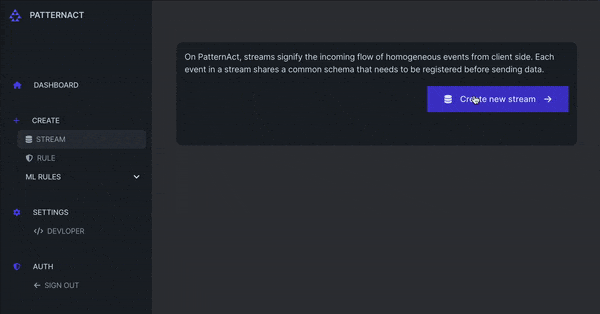 PATTERNACT
DASHBOARD
CREATE
STREAM
RULE
ML RULES
SETTINGS
DEVLOPER
AUTH
SIGN OUT
On PatternAct, streams signify the incoming flow of homogeneous events from client side. Each
event in a stream shares a common schema that needs to be registered before sending data.
Create new stream